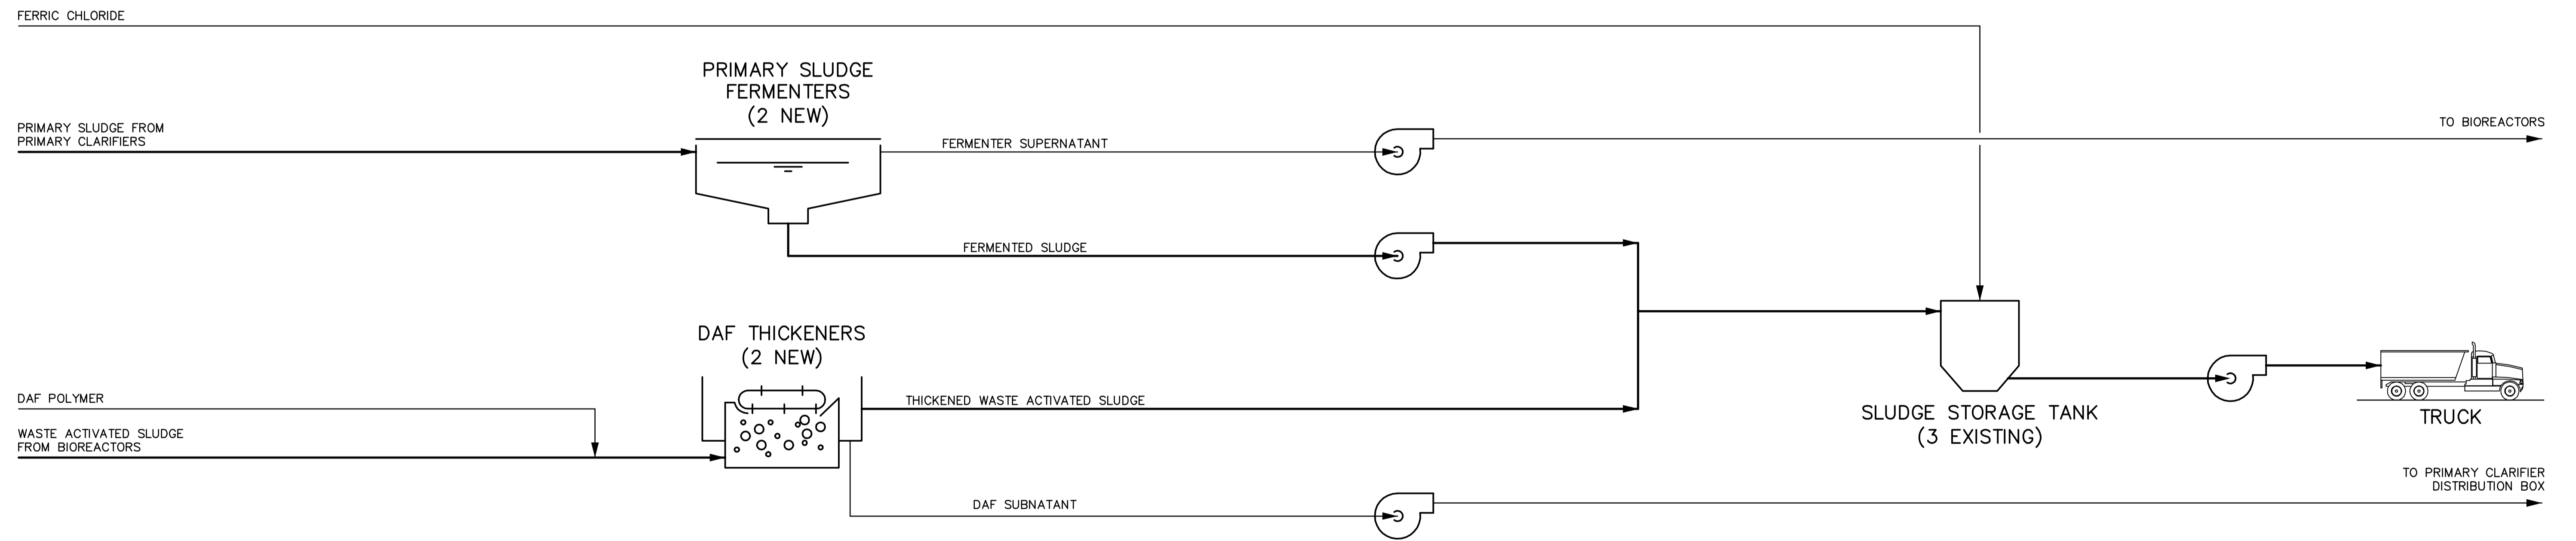 FERRIC CHLORIDE
PRIMARY SLUDGE
FERMENTERS
(2 NEW)
PRIMARY SLUDGE FROM
PRIMARY CLARIFIERS
FERMENTER SUPERNATANT
TO BIOREACTORS
FERMENTED SLUDGE
DAF THICKENERS
(2 NEW)
DAF POLYMER
WASTE ACTIVATED SLUDGE
FROM BIOREACTORS
THICKENED WASTE ACTIVATED SLUDGE
SLUDGE STORAGE TANK
(3 EXISTING)
TRUCK
DAF SUBNATANT
TO PRIMARY CLARIFIER
DISTRIBUTION BOX